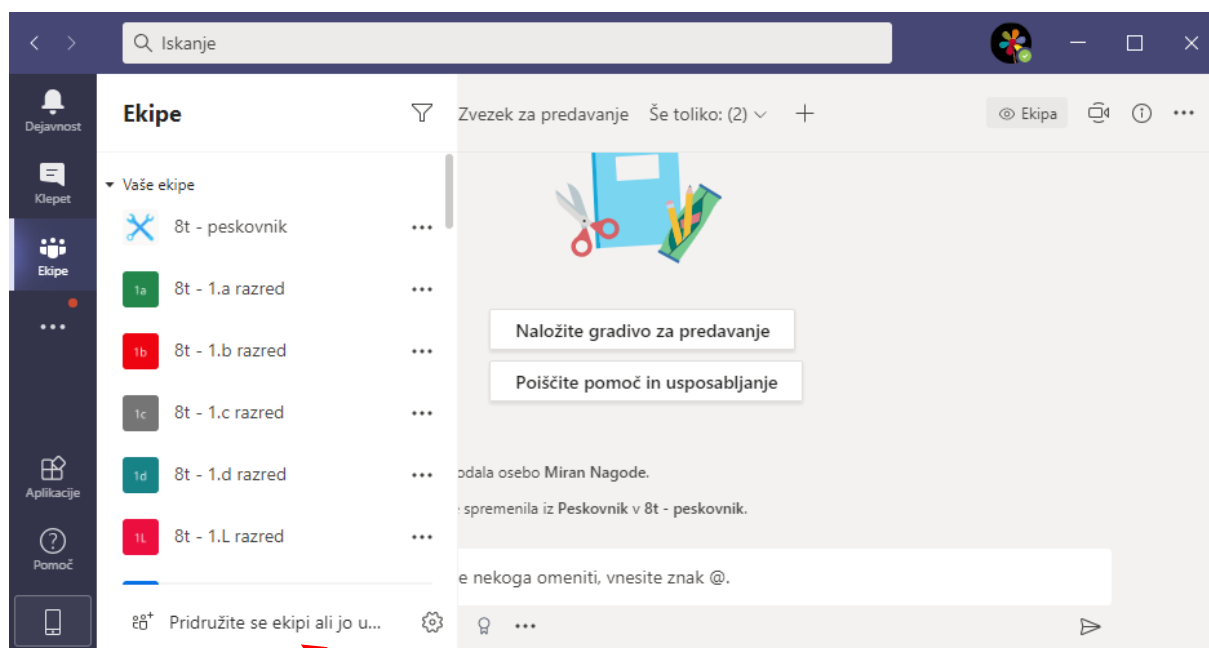 Iskanje
Dejavnost
Klepet
Ekipe
Aplikacije
Pomoč
Ekipe
Vaše ekipe
8t - peskovnik
1a 8t - 1.a razred
1b 8t - 1.b razred
1c 8t - 1.c razred
1d 8t - 1.d razred
1L 8t - 1.L razred
Pridružite se ekipi ali jo u...
Zvezek za predavanje Še toliko: (2) Ekipa
Naložite gradivo za predavanje
Poiščite pomoč in usposabljanje
odala osebo Miran Nagode.
spremenila iz Peskovnik v 8t - peskovnik.
e nekoga omeniti, vnesite znak @.